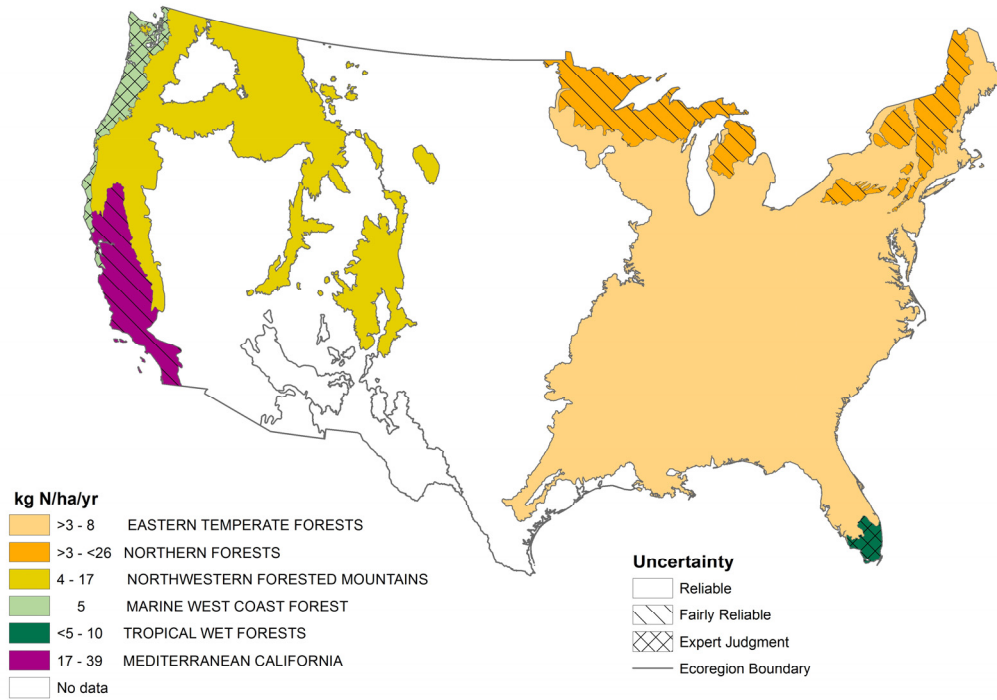 kg N/ha/yr
>3 - 8 EASTERN TEMPERATE FORESTS
>3 - <26 NORTHERN FORESTS
4 - 17 NORTHWESTERN FORESTED MOUNTAINS
5 MARINE WEST COAST FOREST
<5 - 10 TROPICAL WET FORESTS
17 - 39 MEDITERRANEAN CALIFORNIA
No data
Uncertainty
Reliable
Fairly Reliable
Expert Judgment
Ecoregion Boundary